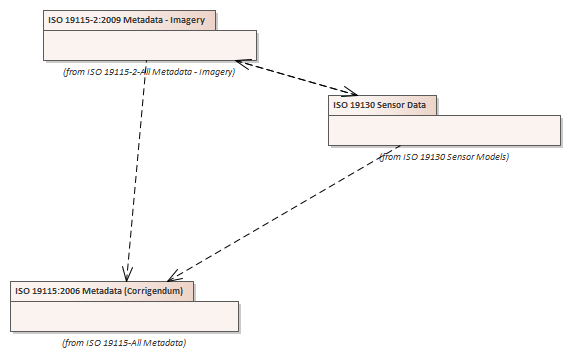 ISO 19115-2:2009 Metadata - Imagery
(from ISO 19115-2-All Metadata - Imagery)
ISO 19130 Sensor Data
(from ISO 19130 Sensor Models)
ISO 19115:2006 Metadata (Corrigendum)
(from ISO 19115-All Metadata)